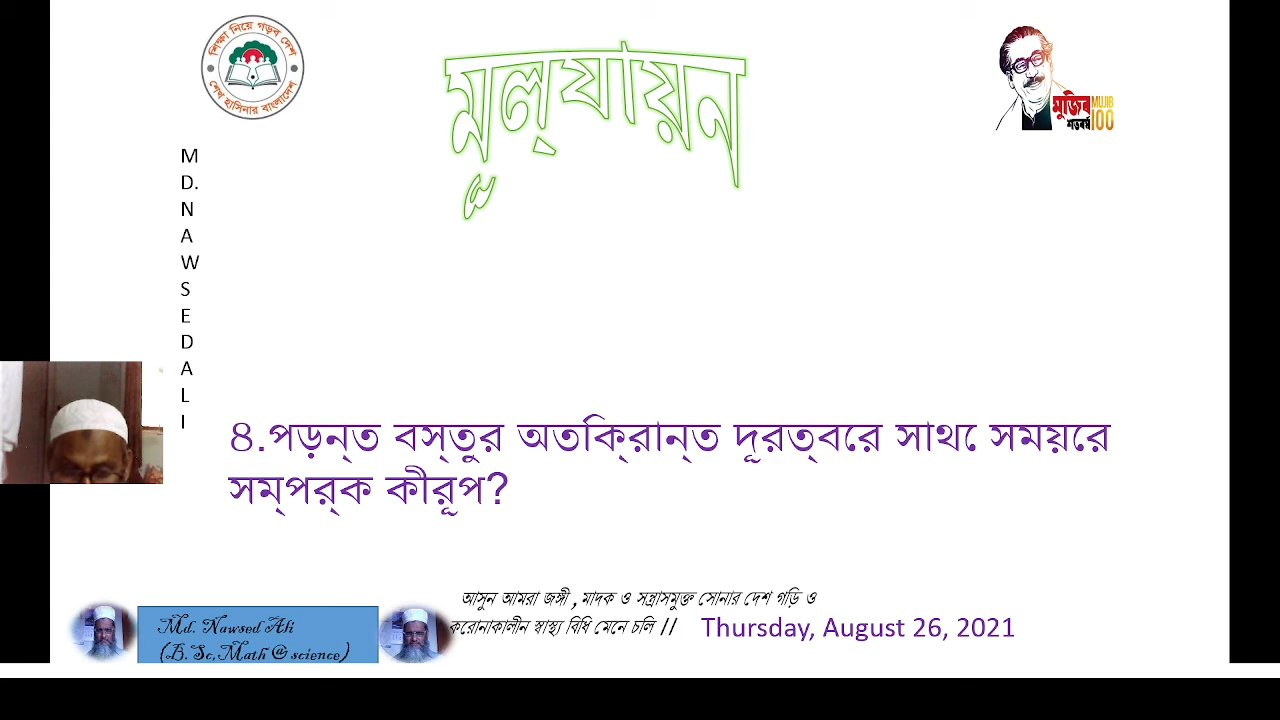 শিক্ষা নিয়ে গড়ব দেশ
শেখ হাসিনার বাংলাদেশ
মূল্যায়ন
মুজিব
শতবর্ষ
MUJIB
100
M
D.
N
A
W
S
E
D
A
L
I
৪.পড়ন্ত বস্তুর অতিক্রান্ত দূরত্বের সাথে সময়ের
সম্পর্ক কীরূপ?
আসুন আমরা জঙ্গী , মাদক ও সন্ত্রাসমুক্ত সোনার দেশ গড়ি ও
করোনাকালীন স্বাস্থ্য বিধি মেনে চলি ।।
Thursday, August 26, 2021
Md. Nawsed Ali
(B.Sc,Math @ science)